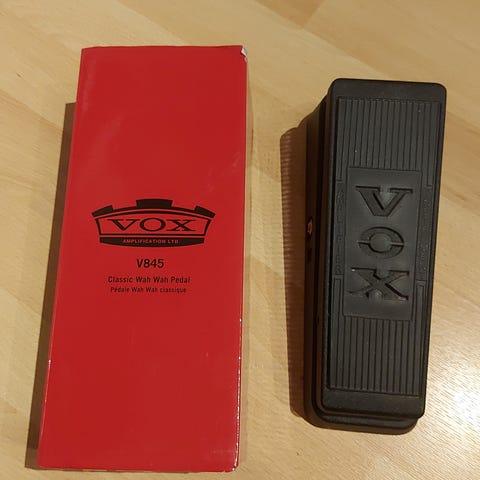 VOX
AMPLIFICATION LTD
V845
Classic Wah Wah Pedal
Pédale Wah Wah classique
VOX